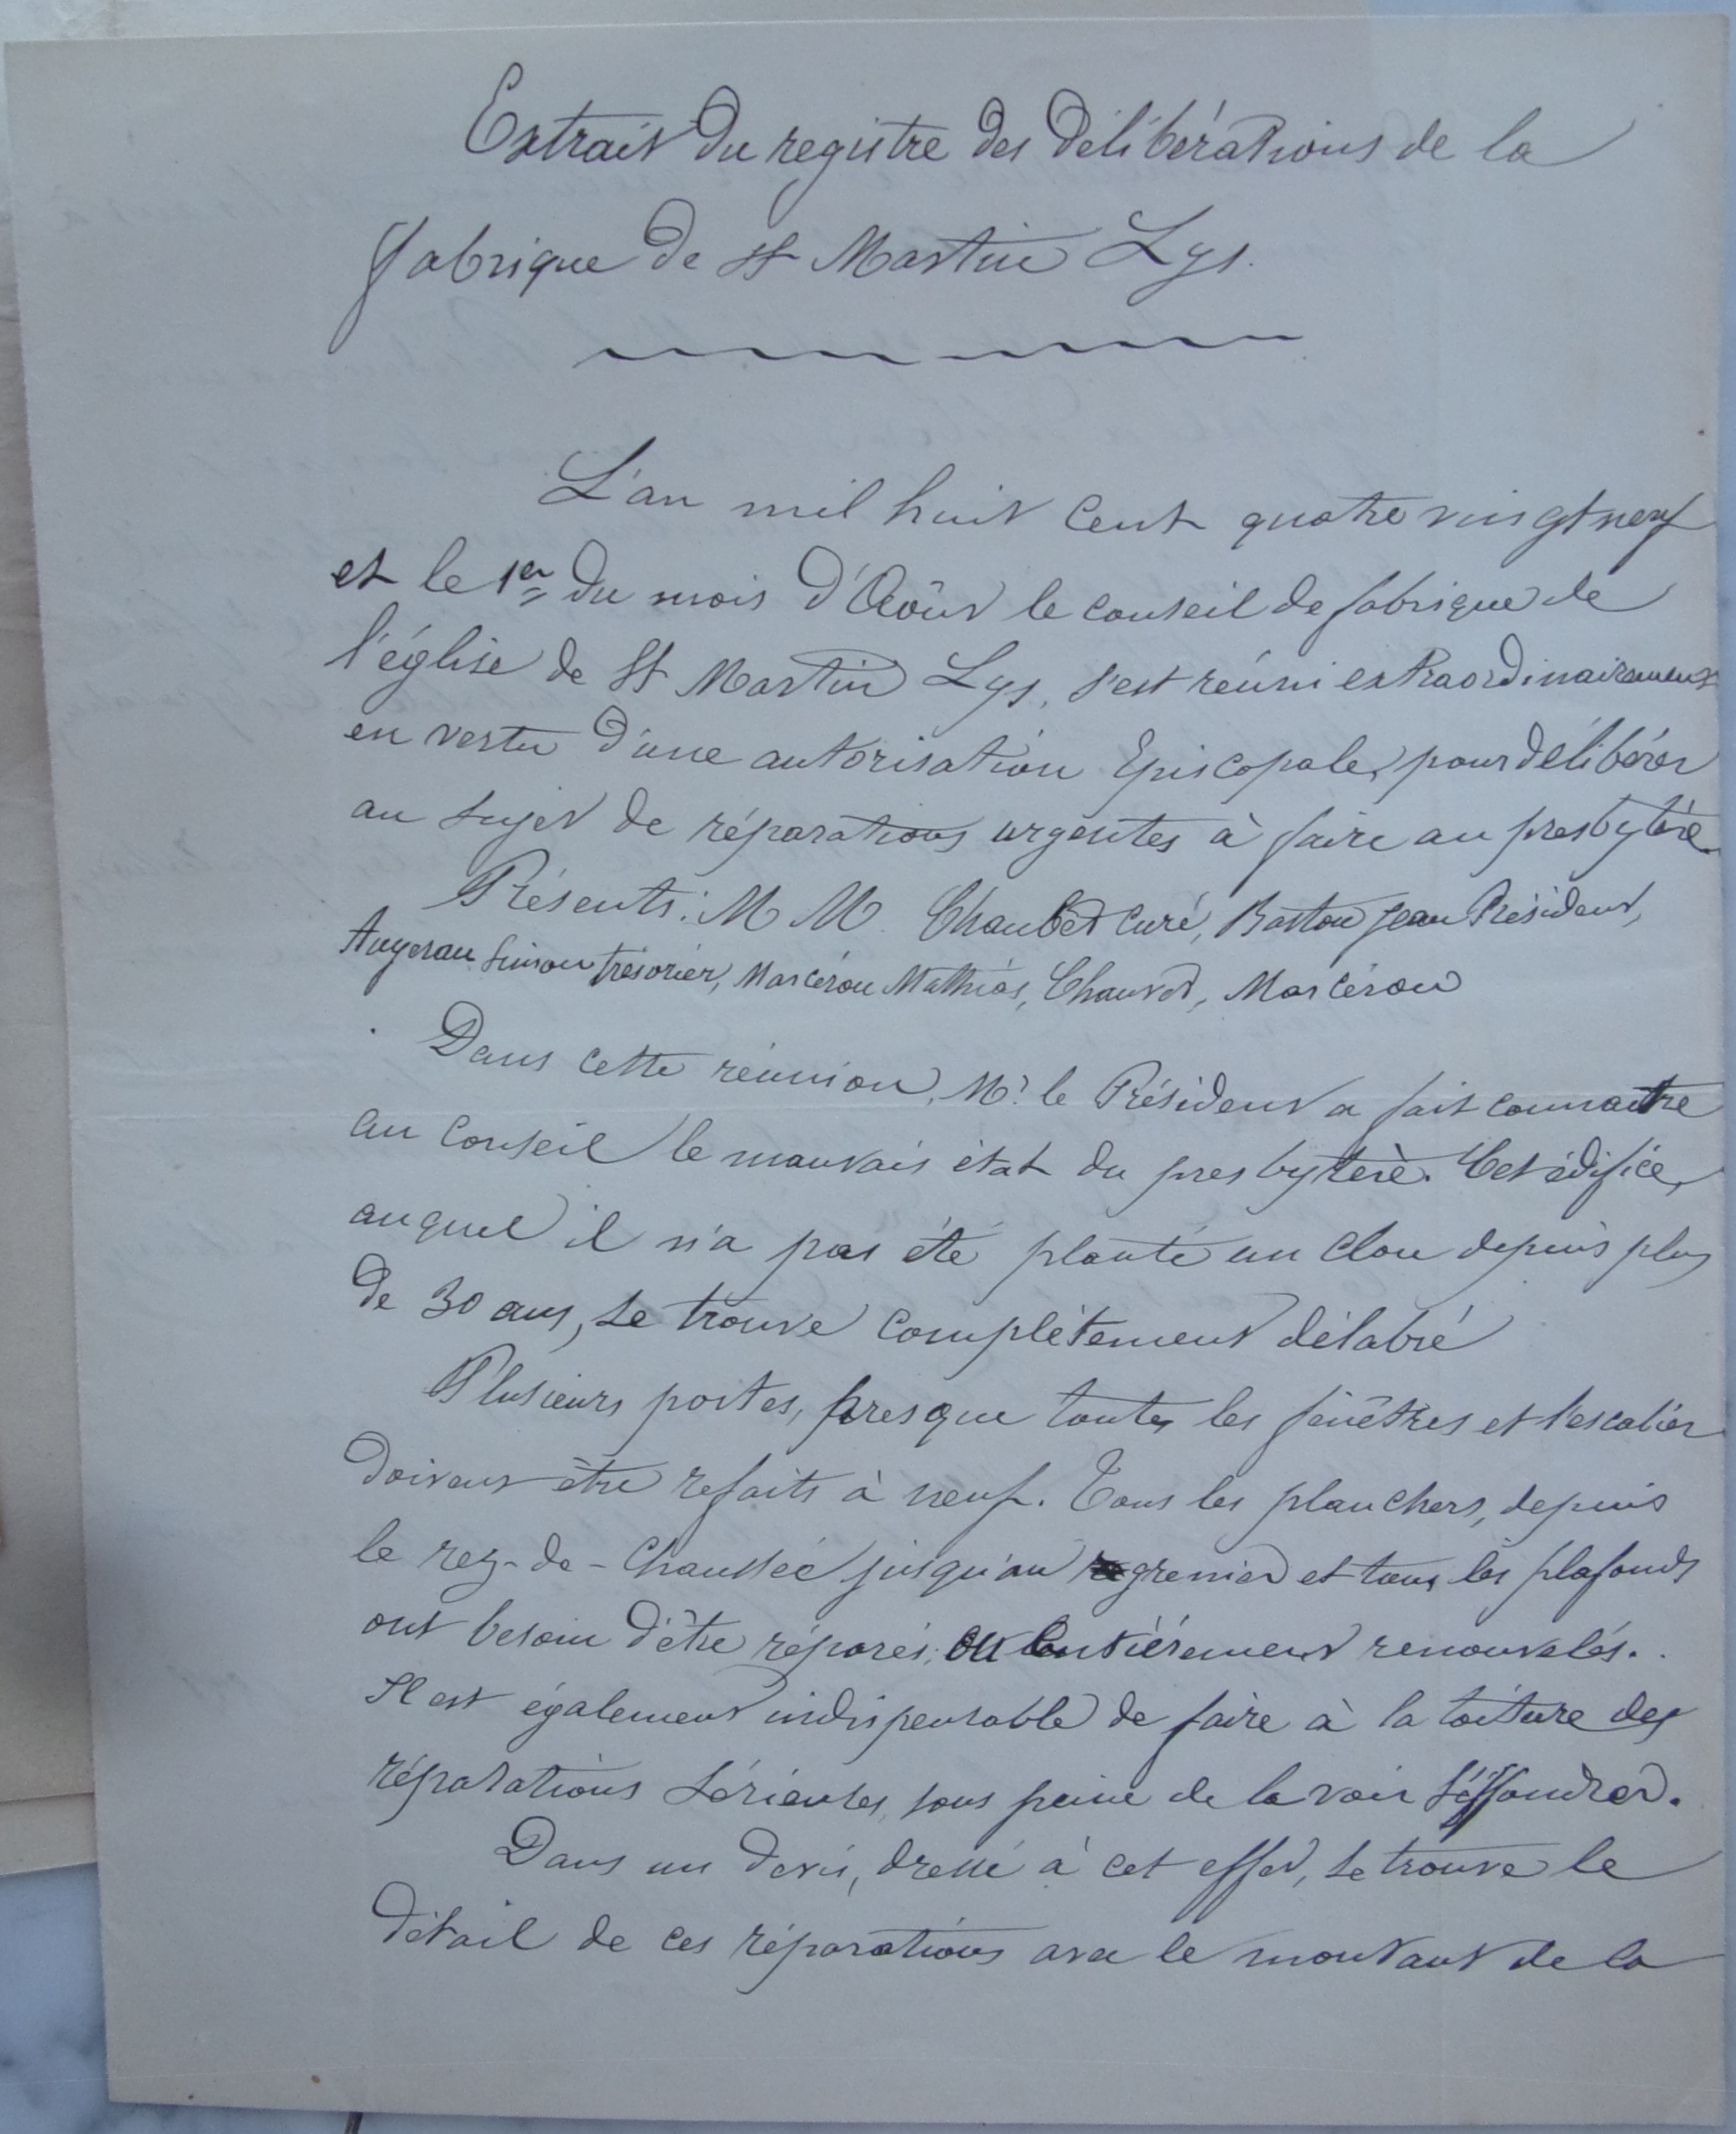 Extrait du registre des délibérations de la
fabrique de St Martin Lys.
L'an mil huit cent quatre vingt neuf
et le 1er du mois d'Août le conseil de fabrique de
l'église de St Martin Lys, s'est réuni extraordinairement
en vertu d'une autorisation Episcopale, pour délibérer
au sujet de réparations urgentes à faire au presbytère.
Présents: M M Chaubet curé, Baston Jean Président,
Augerau Simon trésorier, Marcérou Mathias, Chauvet, Marcérou
Dans cette réunion, Mr le Président a fait connaitre
au conseil le mauvais état du presbytère. Cet édifice,
auquel il n'a pas été planté un clou depuis plus
de 30 ans, se trouve complètement délabré
Plusieurs portes, presque toutes les fenêtres et l'escalier
doivent être refaits à neuf. Tous les planchers, depuis
le rez-de-chaussée jusqu'au grenier et tous les plafonds
ont besoin d'être réparés, ou entièrement renouvelés.
Il est également indispensable de faire à la toiture des
réparations sérieuses, sous peine de la voir s'éffondrer.
Dans un devis, dressé à cet effet, se trouve le
détail de ces réparations avec le montant de la